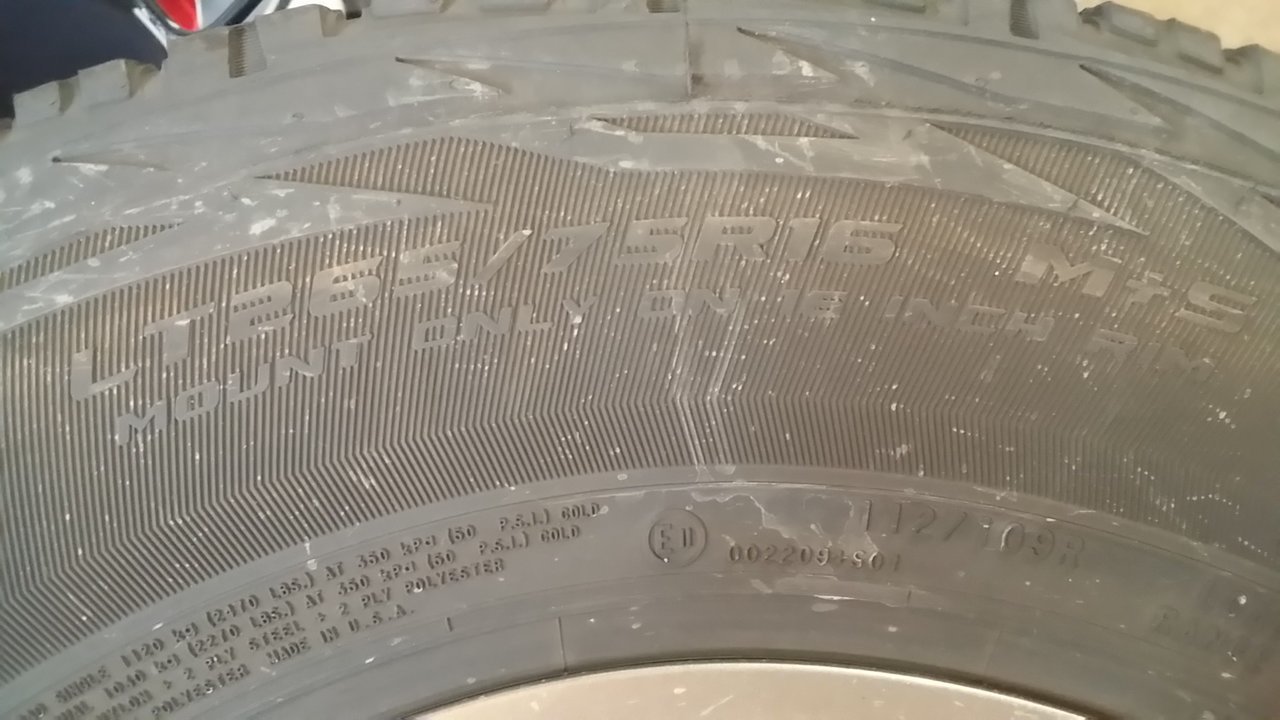 LT265/75R16 M+S
MOUNT ONLY ON 16 INCH RIM
SINGLE 1120 kg (2470 LBS.) AT 350 kPa (50 P.S.I.) COLD
1040 kg (2270 LBS.) AT 350 kPa (50 P.S.I.) COLD
NYLON + 2 PLY STEEL + 2 PLY POLYESTER
POLYESTER MADE IN U.S.A.
E11
002209+S01
112/109R